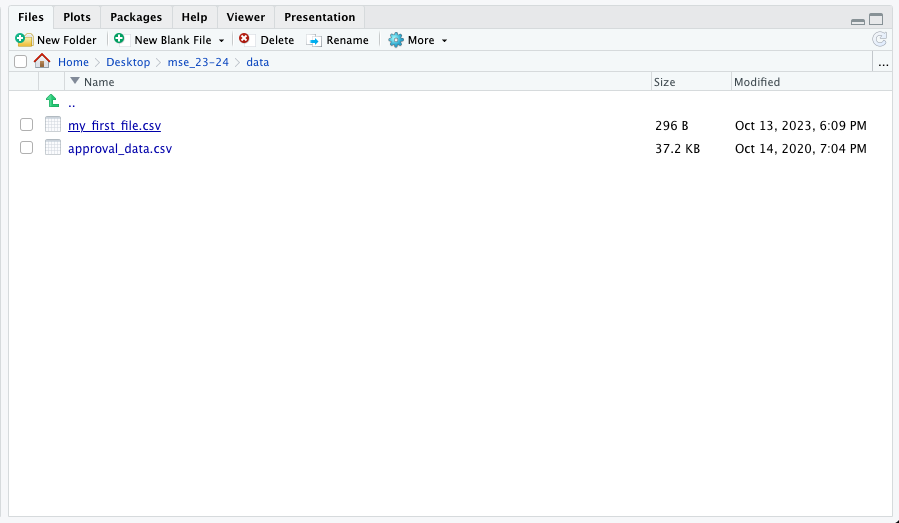 Files Plots Packages Help Viewer Presentation
New Folder New Blank File Delete Rename More
Home Desktop mse_23-24 data ...
Name Size Modified
..
my_first_file.csv 296 B Oct 13, 2023, 6:09 PM
approval_data.csv 37.2 KB Oct 14, 2020, 7:04 PM